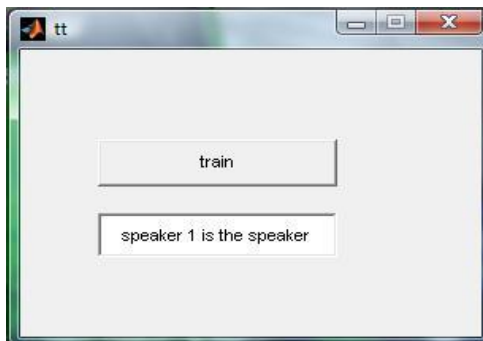 tt
train
speaker 1 is the speaker